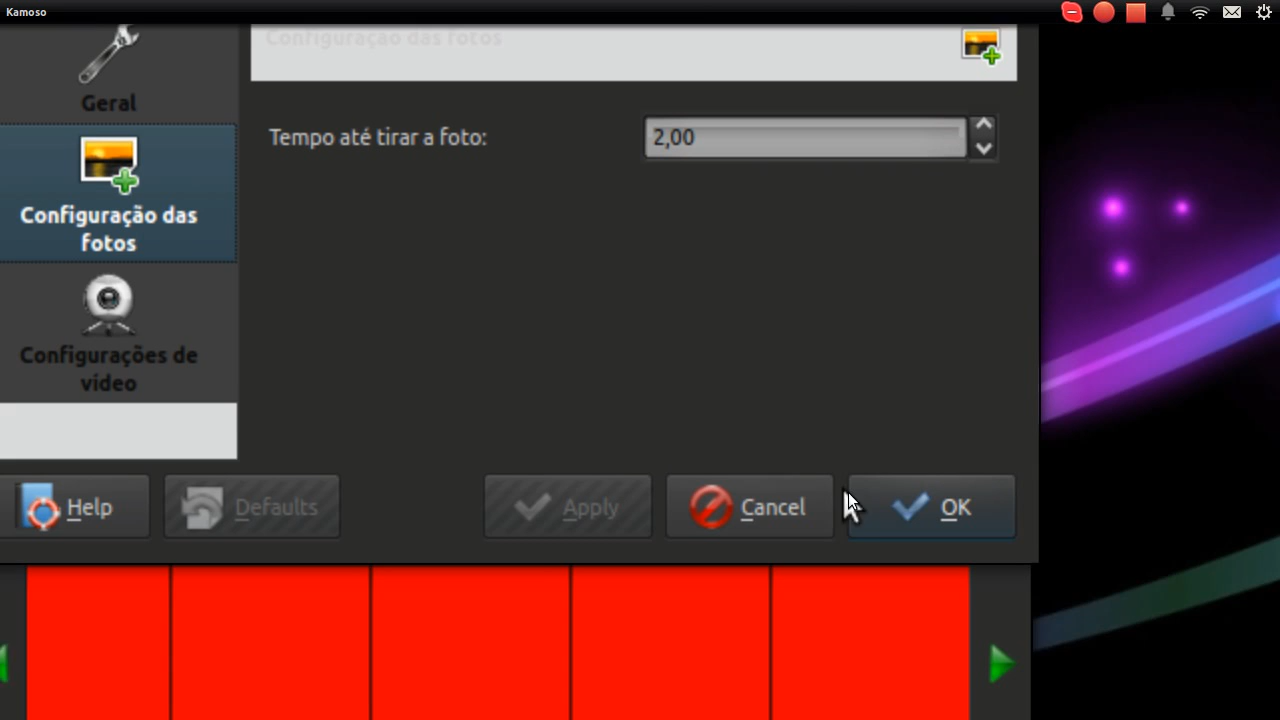 Kamoso
Configuração das fotos
Geral
Tempo até tirar a foto:
2,00
Configuração das
fotos
Configurações de
vídeo
Help
Defaults
Apply
Cancel
OK